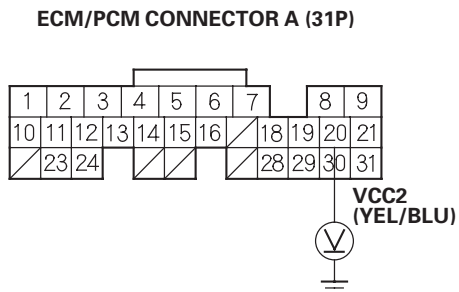 ECM/PCM CONNECTOR A (31P)
1 2 3 4 5 6 7 8 9
10 11 12 13 14 15 16 18 19 20 21
23 24 28 29 30 31
VCC2
(YEL/BLU)
V